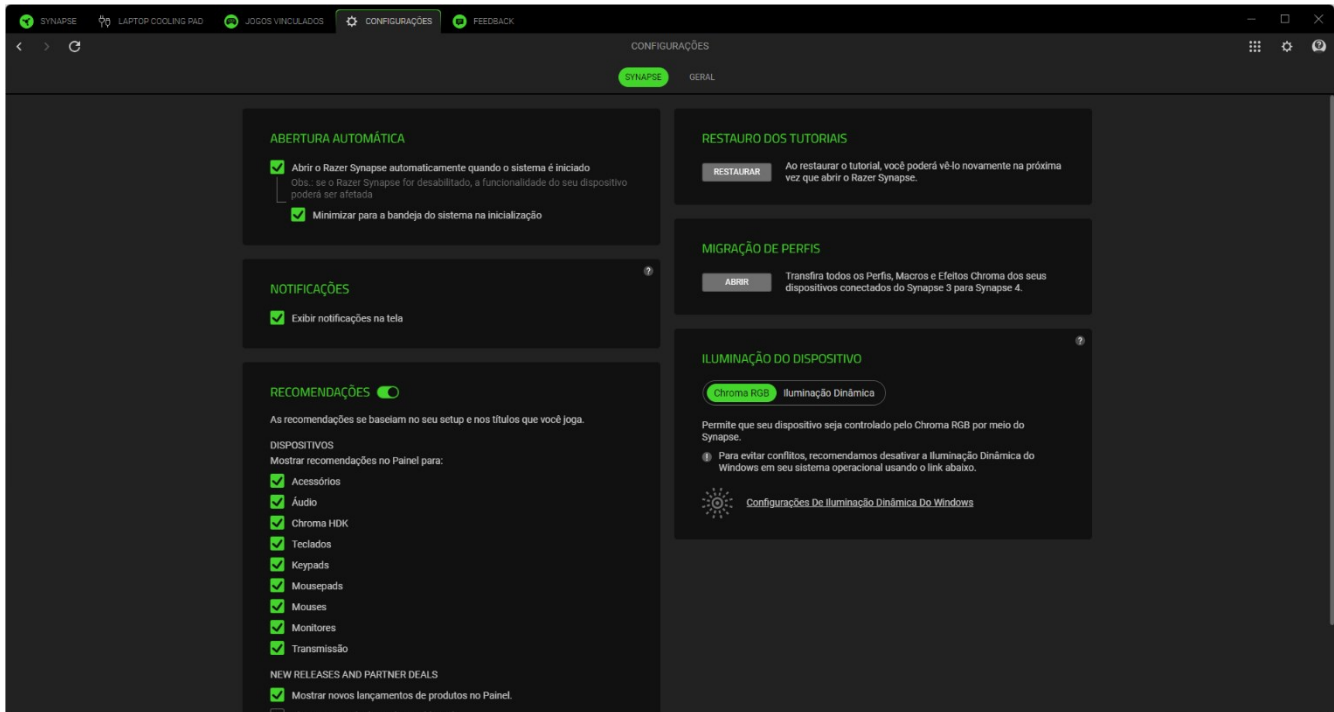 SYNAPSE
LAPTOP COOLING PAD
JOGOS VINCULADOS
CONFIGURAÇÕES
FEEDBACK
CONFIGURAÇÕES
SYNAPSE
GERAL
ABERTURA AUTOMÁTICA
Abrir o Razer Synapse automaticamente quando o sistema é iniciado
Obs.: se o Razer Synapse for desabilitado, a funcionalidade do seu dispositivo
poderá ser afetada
Minimizar para a bandeja do sistema na inicialização
NOTIFICAÇÕES
Exibir notificações na tela
RECOMENDAÇÕES
As recomendações se baseiam no seu setup e nos títulos que você joga.
DISPOSITIVOS
Mostrar recomendações no Painel para:
Acessórios
Áudio
Chroma HDK
Teclados
Keypads
Mousepads
Mouses
Monitores
Transmissão
NEW RELEASES AND PARTNER DEALS
Mostrar novos lançamentos de produtos no Painel.
RESTAURO DOS TUTORIAIS
RESTAURAR
Ao restaurar o tutorial, você poderá vê-lo novamente na próxima
vez que abrir o Razer Synapse.
MIGRAÇÃO DE PERFIS
ABRIR
Transfira todos os Perfis, Macros e Efeitos Chroma dos seus
dispositivos conectados do Synapse 3 para Synapse 4.
ILUMINAÇÃO DO DISPOSITIVO
Chroma RGB
Iluminação Dinâmica
Permite que seu dispositivo seja controlado pelo Chroma RGB por meio do
Synapse.
Para evitar conflitos, recomendamos desativar a Iluminação Dinâmica do
Windows em seu sistema operacional usando o link abaixo.
Configurações De Iluminação Dinâmica Do Windows